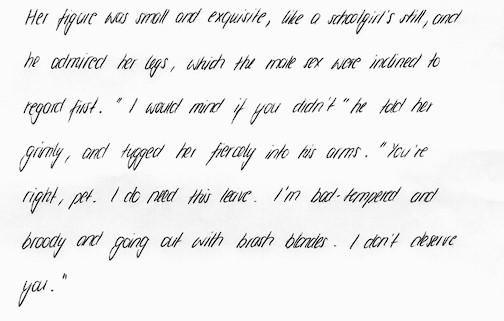 Her figure was small and exquisite, like a schoolgirl's still, and
he admired her legs, which the male sex were inclined to
regard first. "I would mind if you didn't" he told her
grimly, and tugged her fiercely into his arms. "You're
right, pet. I do need this leave. I'm bad-tempered and
broody and going out with brash blondes. I don't deserve
you."